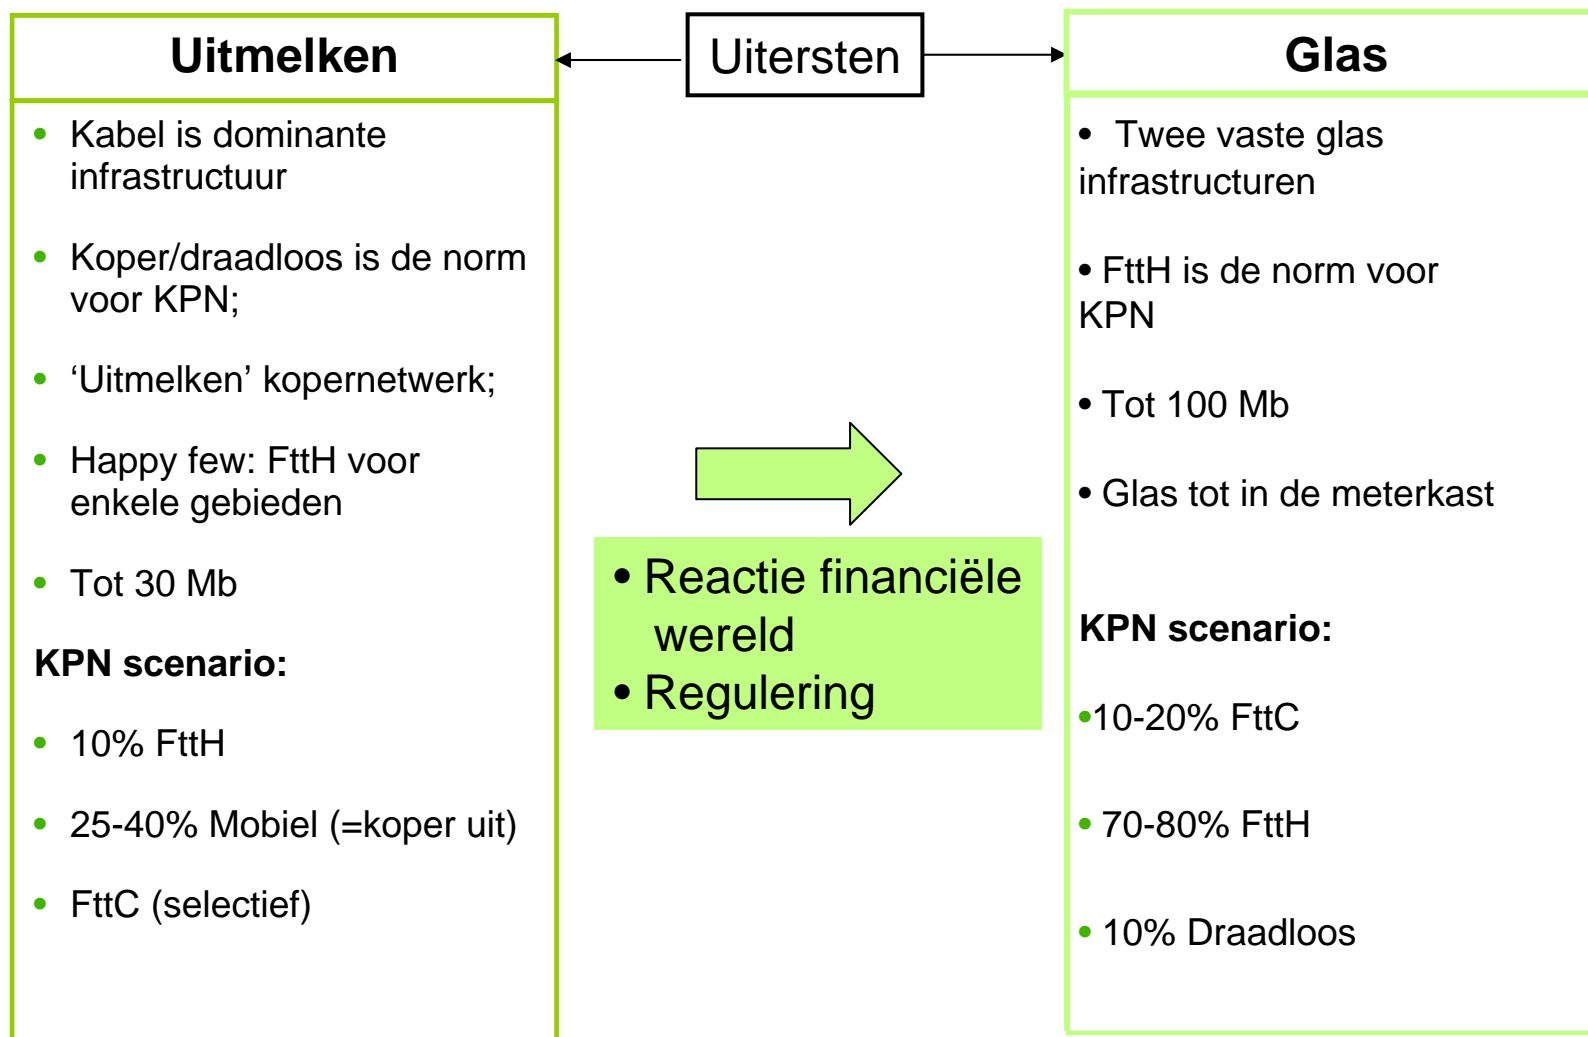 Uitmelken
Uitersten
Glas
• Kabel is dominante
infrastructuur
• Koper/draadloos is de norm
voor KPN;
• ‘Uitmelken’ kopernetwerk;
• Happy few: FttH voor
enkele gebieden
• Tot 30 Mb
KPN scenario:
• 10% FttH
• 25-40% Mobiel (=koper uit)
• FttC (selectief)
• Reactie financiële
wereld
• Regulering
• Twee vaste glas
infrastructuren
• FttH is de norm voor
KPN
• Tot 100 Mb
• Glas tot in de meterkast
KPN scenario:
•10-20% FttC
• 70-80% FttH
• 10% Draadloos